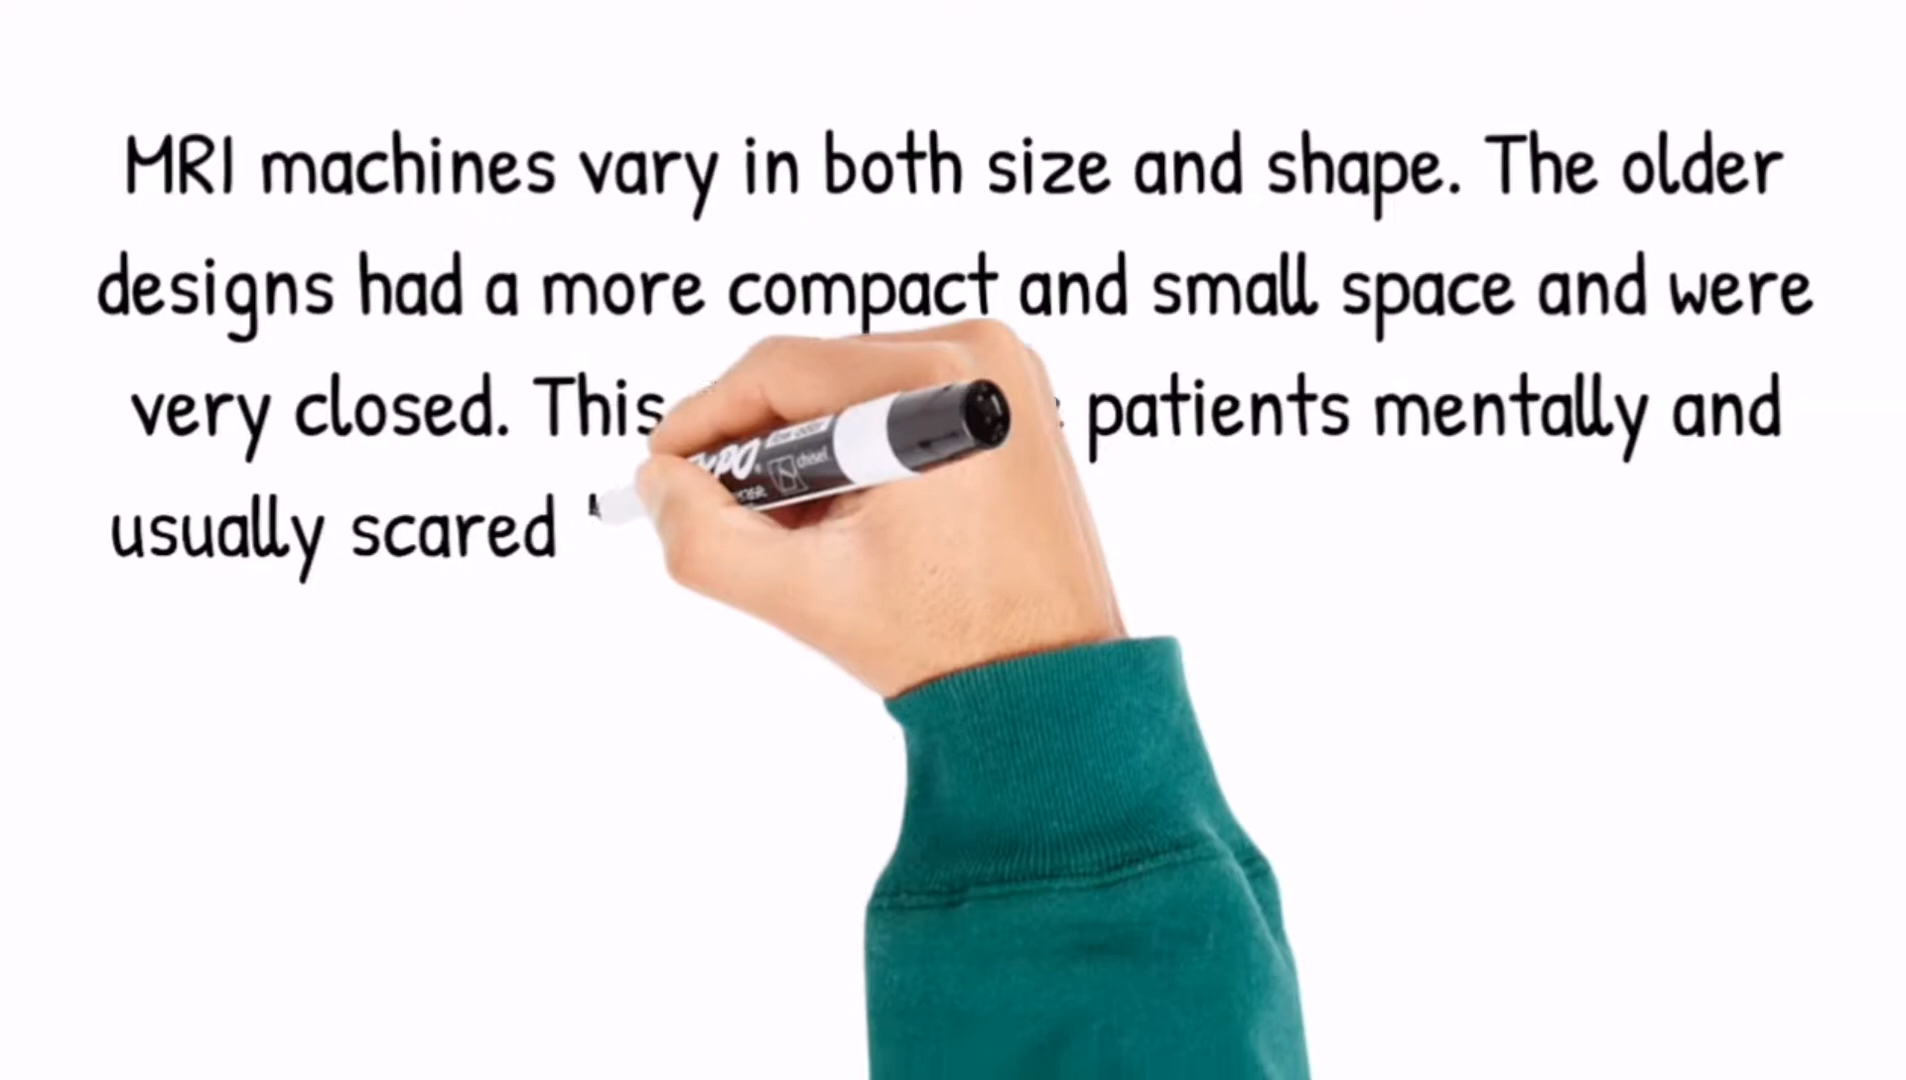 MRI machines vary in both size and shape. The older
designs had a more compact and small space and were
very closed. This patients mentally and
usually scared
chisel